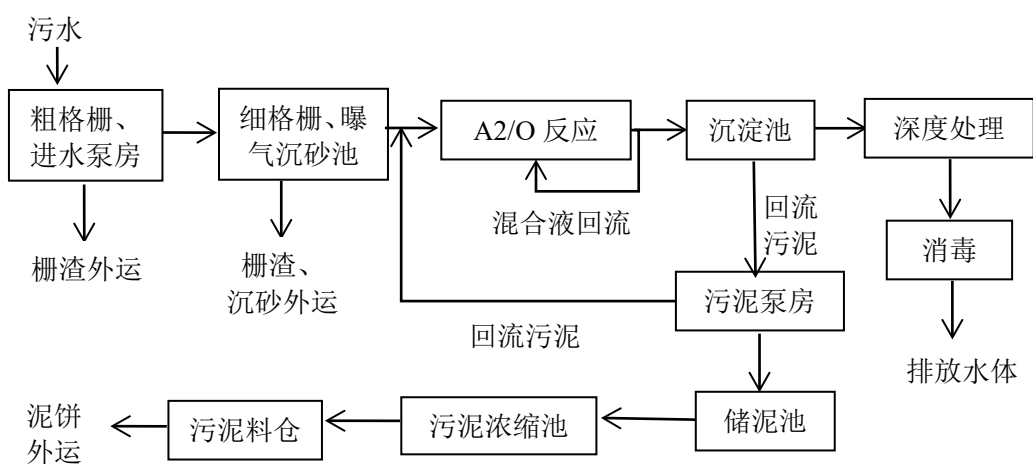 污水
粗格栅、
进水泵房
细格栅、曝
气沉砂池
A2/O 反应
沉淀池
深度处理
混合液回流
回流
污泥
消毒
栅渣外运
栅渣、
沉砂外运
污泥泵房
回流污泥
排放水体
泥饼
外运
污泥料仓
污泥浓缩池
储泥池